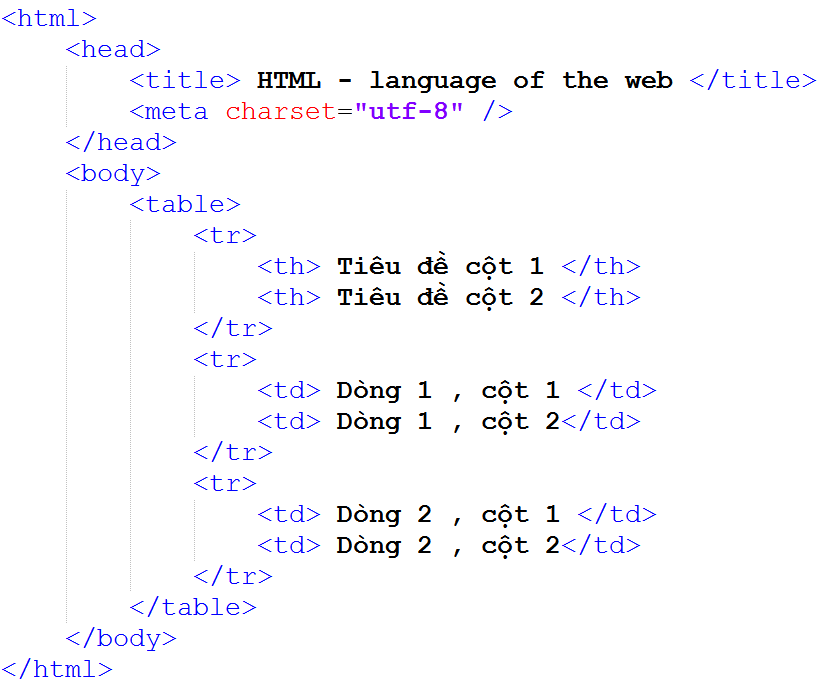 <html>
<head>
<title> HTML - language of the web </title>
<meta charset="utf-8" />
</head>
<body>
<table>
<tr>
<th> Tiêu đề cột 1 </th>
<th> Tiêu đề cột 2 </th>
</tr>
<tr>
<td> Dòng 1 , cột 1 </td>
<td> Dòng 1 , cột 2</td>
</tr>
<tr>
<td> Dòng 2 , cột 1 </td>
<td> Dòng 2 , cột 2</td>
</tr>
</table>
</body>
</html>